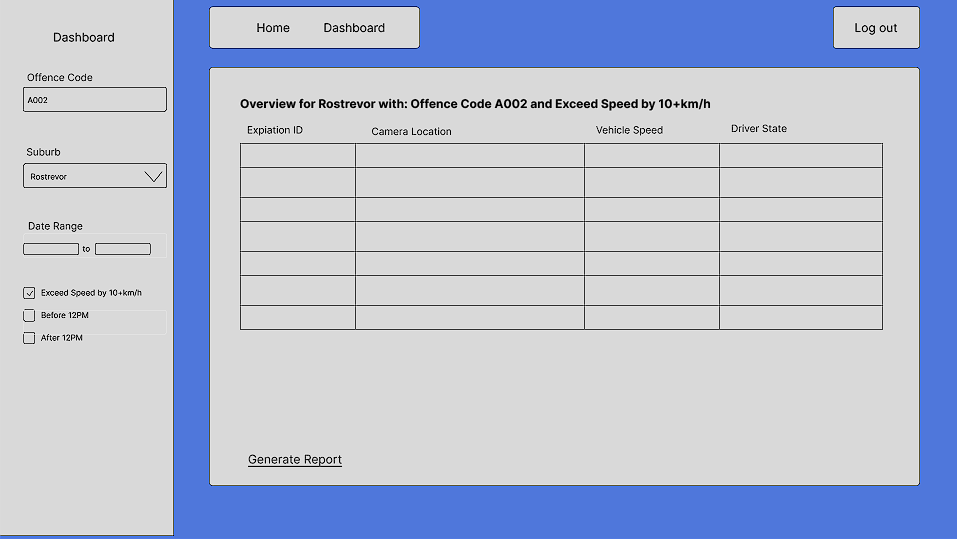 Dashboard
Offence Code
A002
Suburb
Rostrevor
Date Range
to
Exceed Speed by 10+km/h
Before 12PM
After 12PM
Home Dashboard
Log out
Overview for Rostrevor with: Offence Code A002 and Exceed Speed by 10+km/h
Expiation ID Camera Location Vehicle Speed Driver State
Generate Report